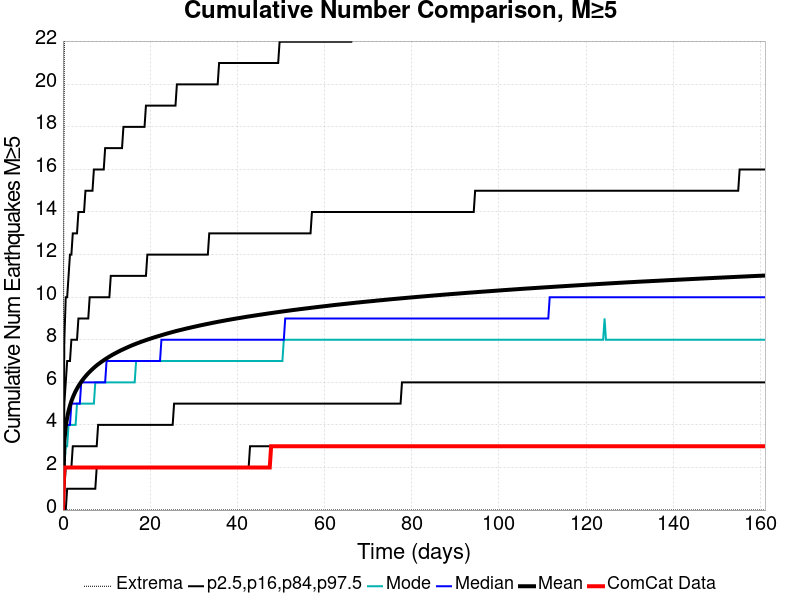 Cumulative Number Comparison, M≥5
Cumulative Num Earthquakes M≥5
22
20
18
16
14
12
10
8
6
4
2
0
0 20 40 60 80 100 120 140 160
Time (days)
Extrema p2.5,p16,p84,p97.5 Mode Median Mean ComCat Data